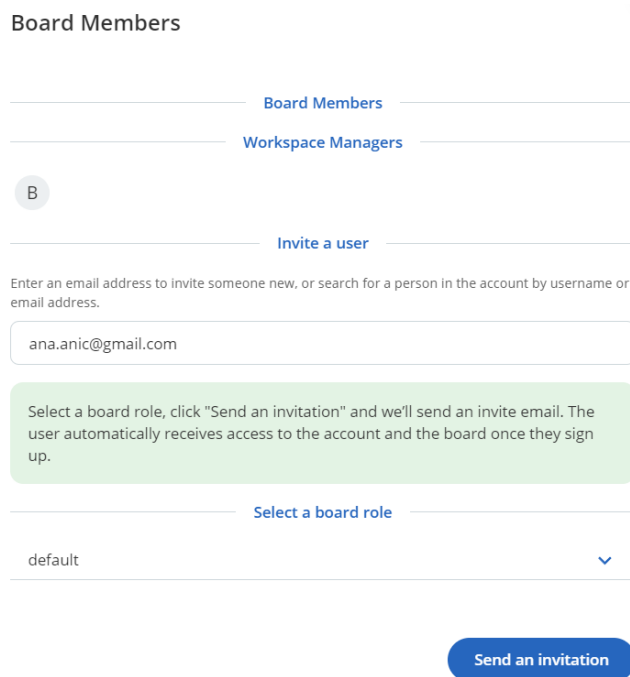 Board Members
Board Members
Workspace Managers
B
Invite a user
Enter an email address to invite someone new, or search for a person in the account by username or
email address.
ana.anic@gmail.com
Select a board role, click "Send an invitation" and we'll send an invite email. The
user automatically receives access to the account and the board once they sign
up.
Select a board role
default
Send an invitation